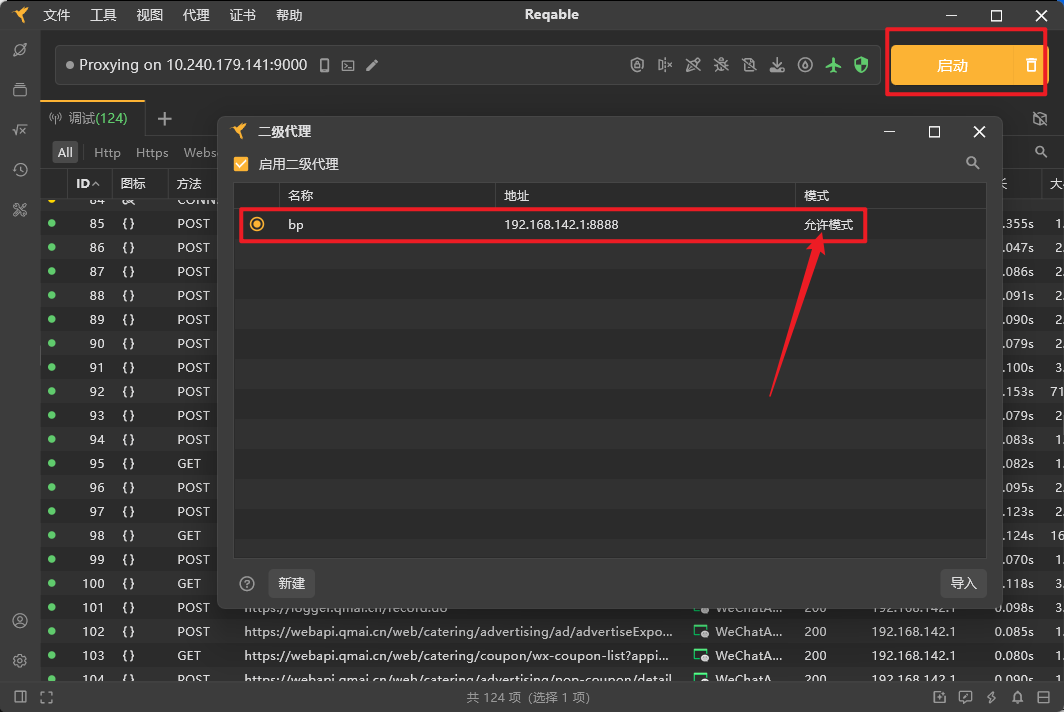 文件 工具 视图 代理 证书 帮助 Reqable
Proxying on 10.240.179.141:9000 启动
调试(124)
二级代理
All Http Https Webs
启用二级代理
ID 图标 方法 名称 地址 模式 长 大
84 CONN
bp 192.168.142.1:8888 允许模式
85 { } POST .355s 2.
86 { } POST .047s 2.
87 { } POST .086s 2.
88 { } POST .091s 2.
89 { } POST .090s 2.
90 { } POST .079s 2.
91 { } POST .100s 3.
92 { } POST .153s 71
93 { } POST .079s 2.
94 { } POST .083s 1.
95 { } GET .082s 1.
96 { } POST .095s 2.
97 { } POST .123s 2.
98 { } GET .124s 16
99 { } POST .070s 1.
100 { } GET .118s 3.
新建 导入
101 { } POST https://logger.qmai.cn/record.do WeChatA... 200 192.168.142.1 0.098s 3.
102 { } POST https://webapi.qmai.cn/web/catering/advertising/ad/advertiseExpo... WeChatA... 200 192.168.142.1 0.085s 1.
103 { } GET https://webapi.qmai.cn/web/catering/coupon/wx-coupon-list?appi... WeChatA... 200 192.168.142.1 0.080s 3.
104 { } POST https://webapi.qmai.cn/web/catering/advertising/pop-coupon/detail WeChatA... 200 192.168.142.1 0.090s 2.
共 124 项 (选择 1 项)